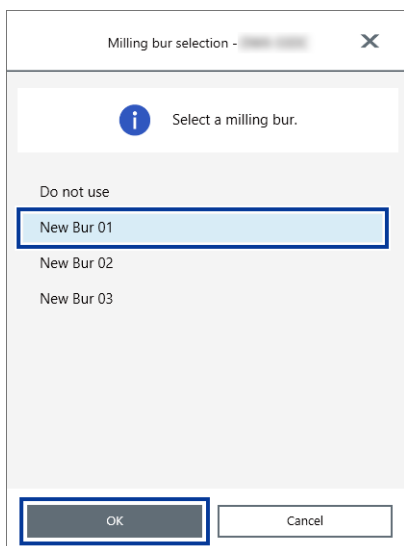 Milling bur selection -
Select a milling bur.
Do not use
New Bur 01
New Bur 02
New Bur 03
OK
Cancel